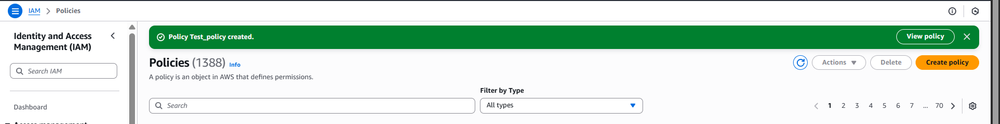 IAM > Policies
Identity and Access
Management (IAM)
Search IAM
Dashboard
Access management
Policy Test_policy created.
View policy
Policies (1388) Info
Actions
Delete
Create policy
A policy is an object in AWS that defines permissions.
Filter by Type
Search
All types
1 2 3 4 5 6 7 ... 70